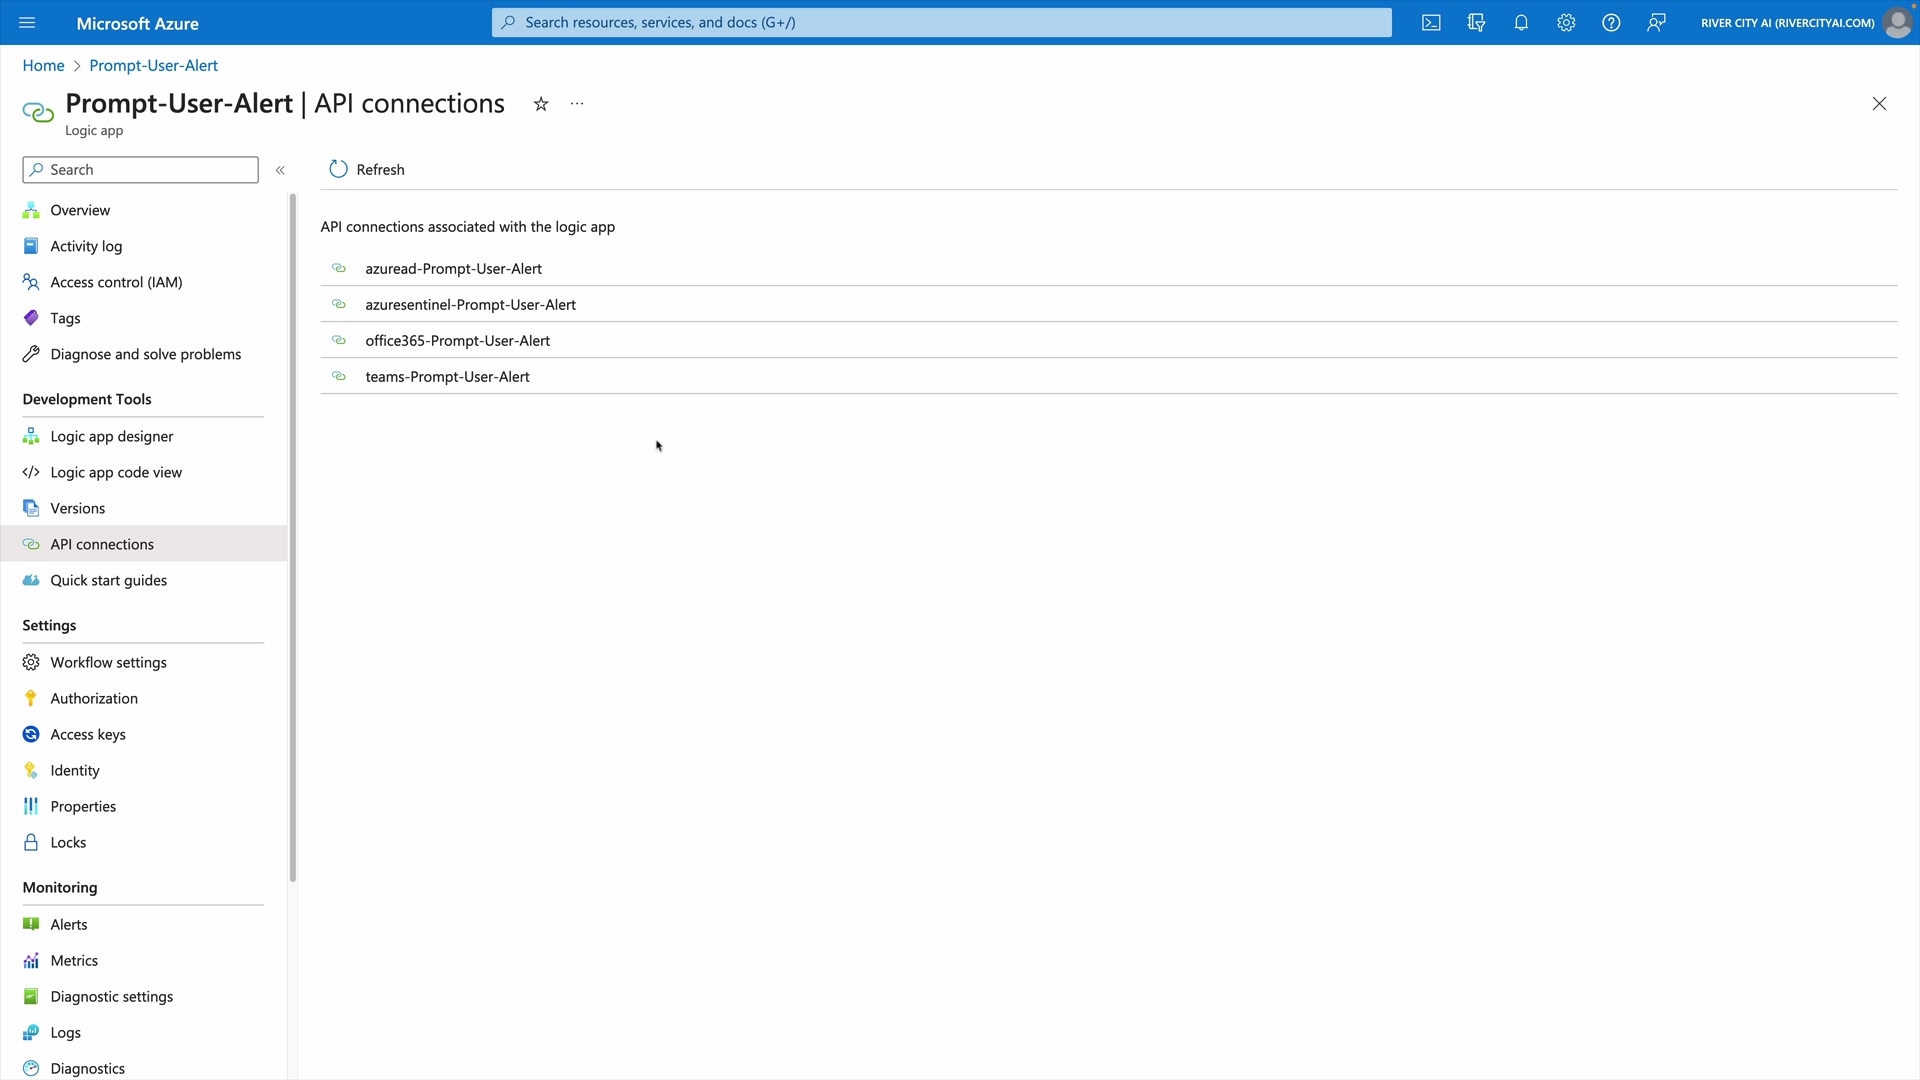 Microsoft Azure
Search resources, services, and docs (G+/)
RIVER CITY AI (RIVERCITYAI.COM)
Home > Prompt-User-Alert
Prompt-User-Alert | API connections
Logic app
Search
Refresh
Overview
Activity log
Access control (IAM)
Tags
Diagnose and solve problems
Development Tools
Logic app designer
Logic app code view
Versions
API connections
Quick start guides
Settings
Workflow settings
Authorization
Access keys
Identity
Properties
Locks
Monitoring
Alerts
Metrics
Diagnostic settings
Logs
Diagnostics
API connections associated with the logic app
azuread-Prompt-User-Alert
azuresentinel-Prompt-User-Alert
office365-Prompt-User-Alert
teams-Prompt-User-Alert